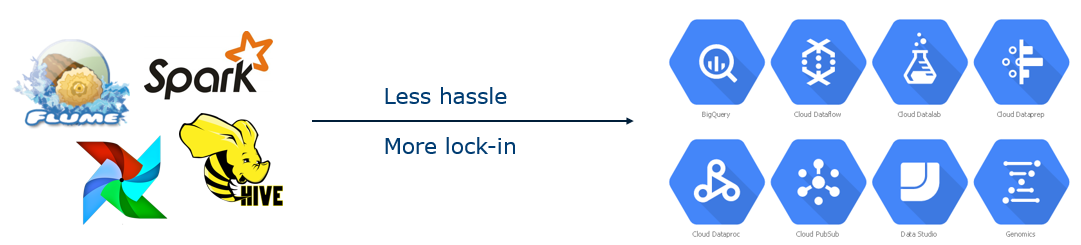 FLUME
Spark
HIVE
Less hassle
More lock-in
BigQuery
Cloud Dataflow
Cloud Datalab
Cloud Dataprep
Cloud Dataproc
Cloud PubSub
Data Studio
Genomics